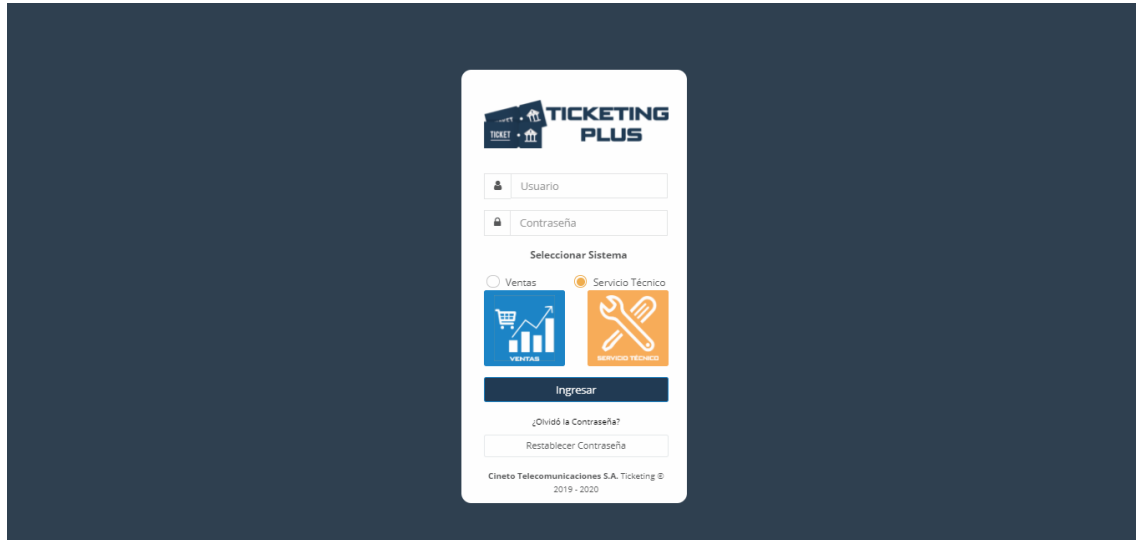 TICKETING
PLUS
TICKET
Usuario
Contraseña
Seleccionar Sistema
Ventas
Servicio Técnico
VENTAS
SERVICIO TÉCNICO
Ingresar
¿Olvidó la Contraseña?
Restablecer Contraseña
Cineto Telecomunicaciones S.A. Ticketing ©
2019 - 2020